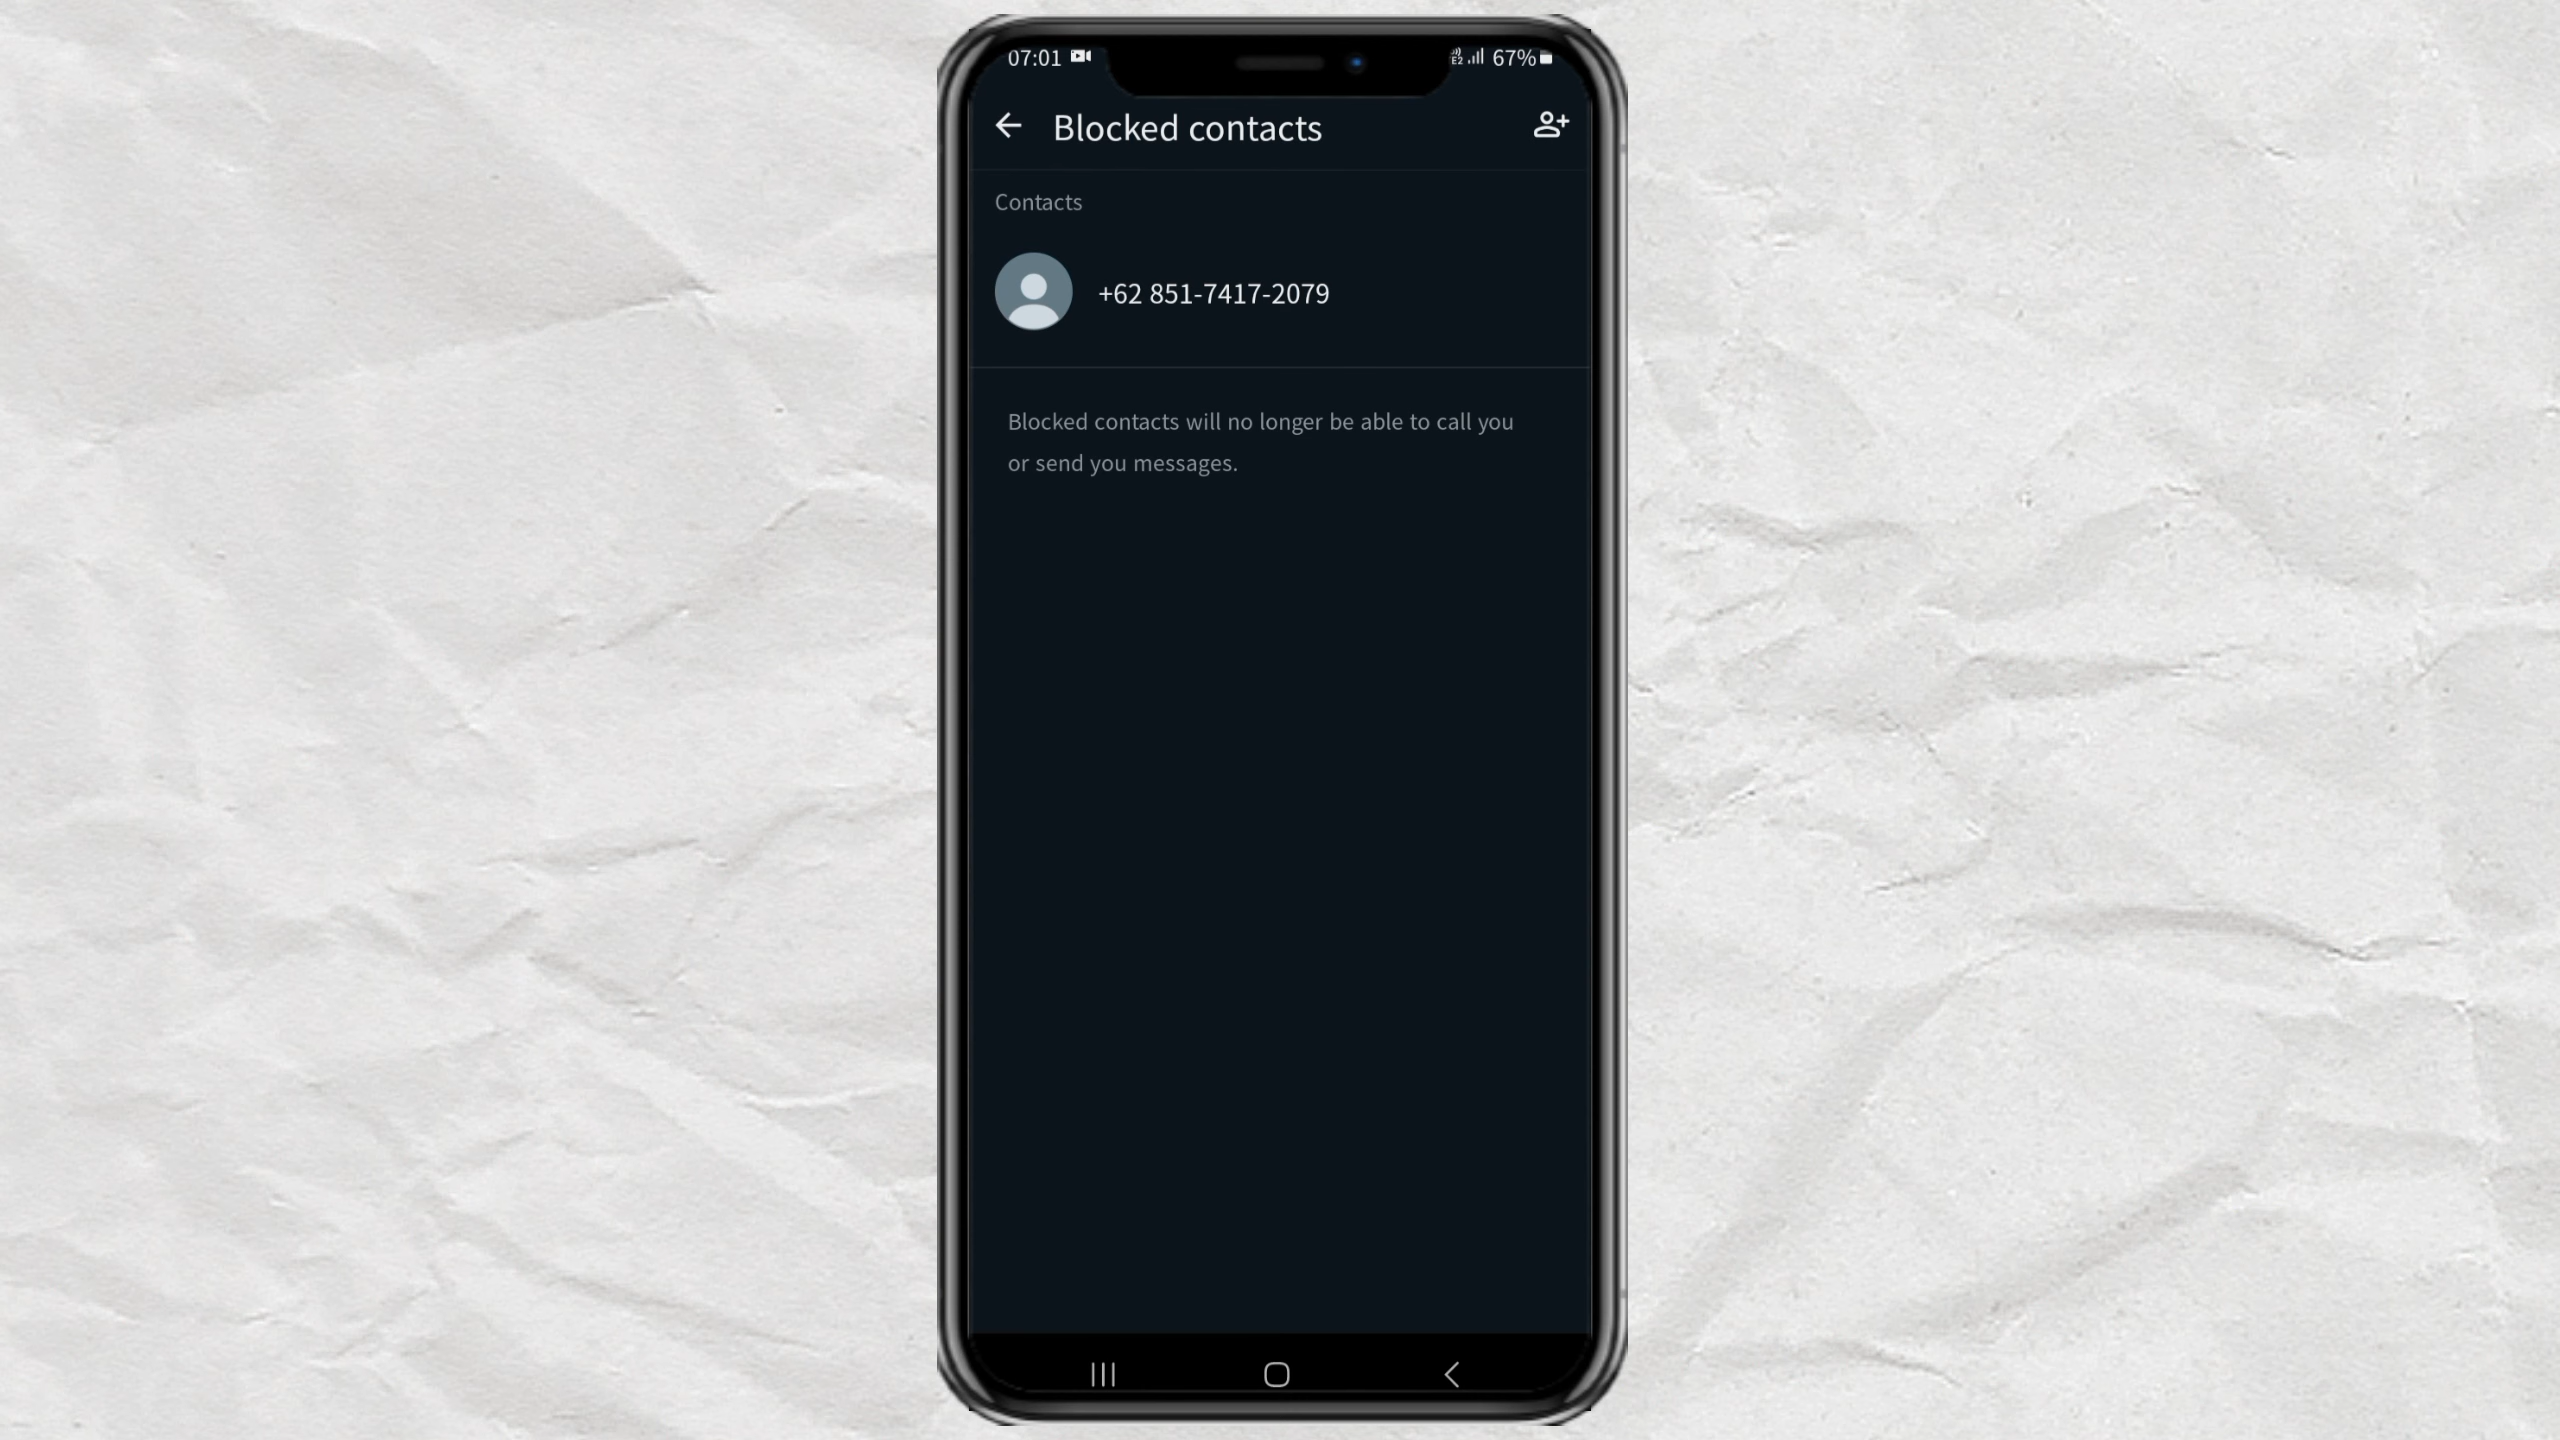 07:01 67%
Blocked contacts
Contacts
+62 851-7417-2079
Blocked contacts will no longer be able to call you
or send you messages.